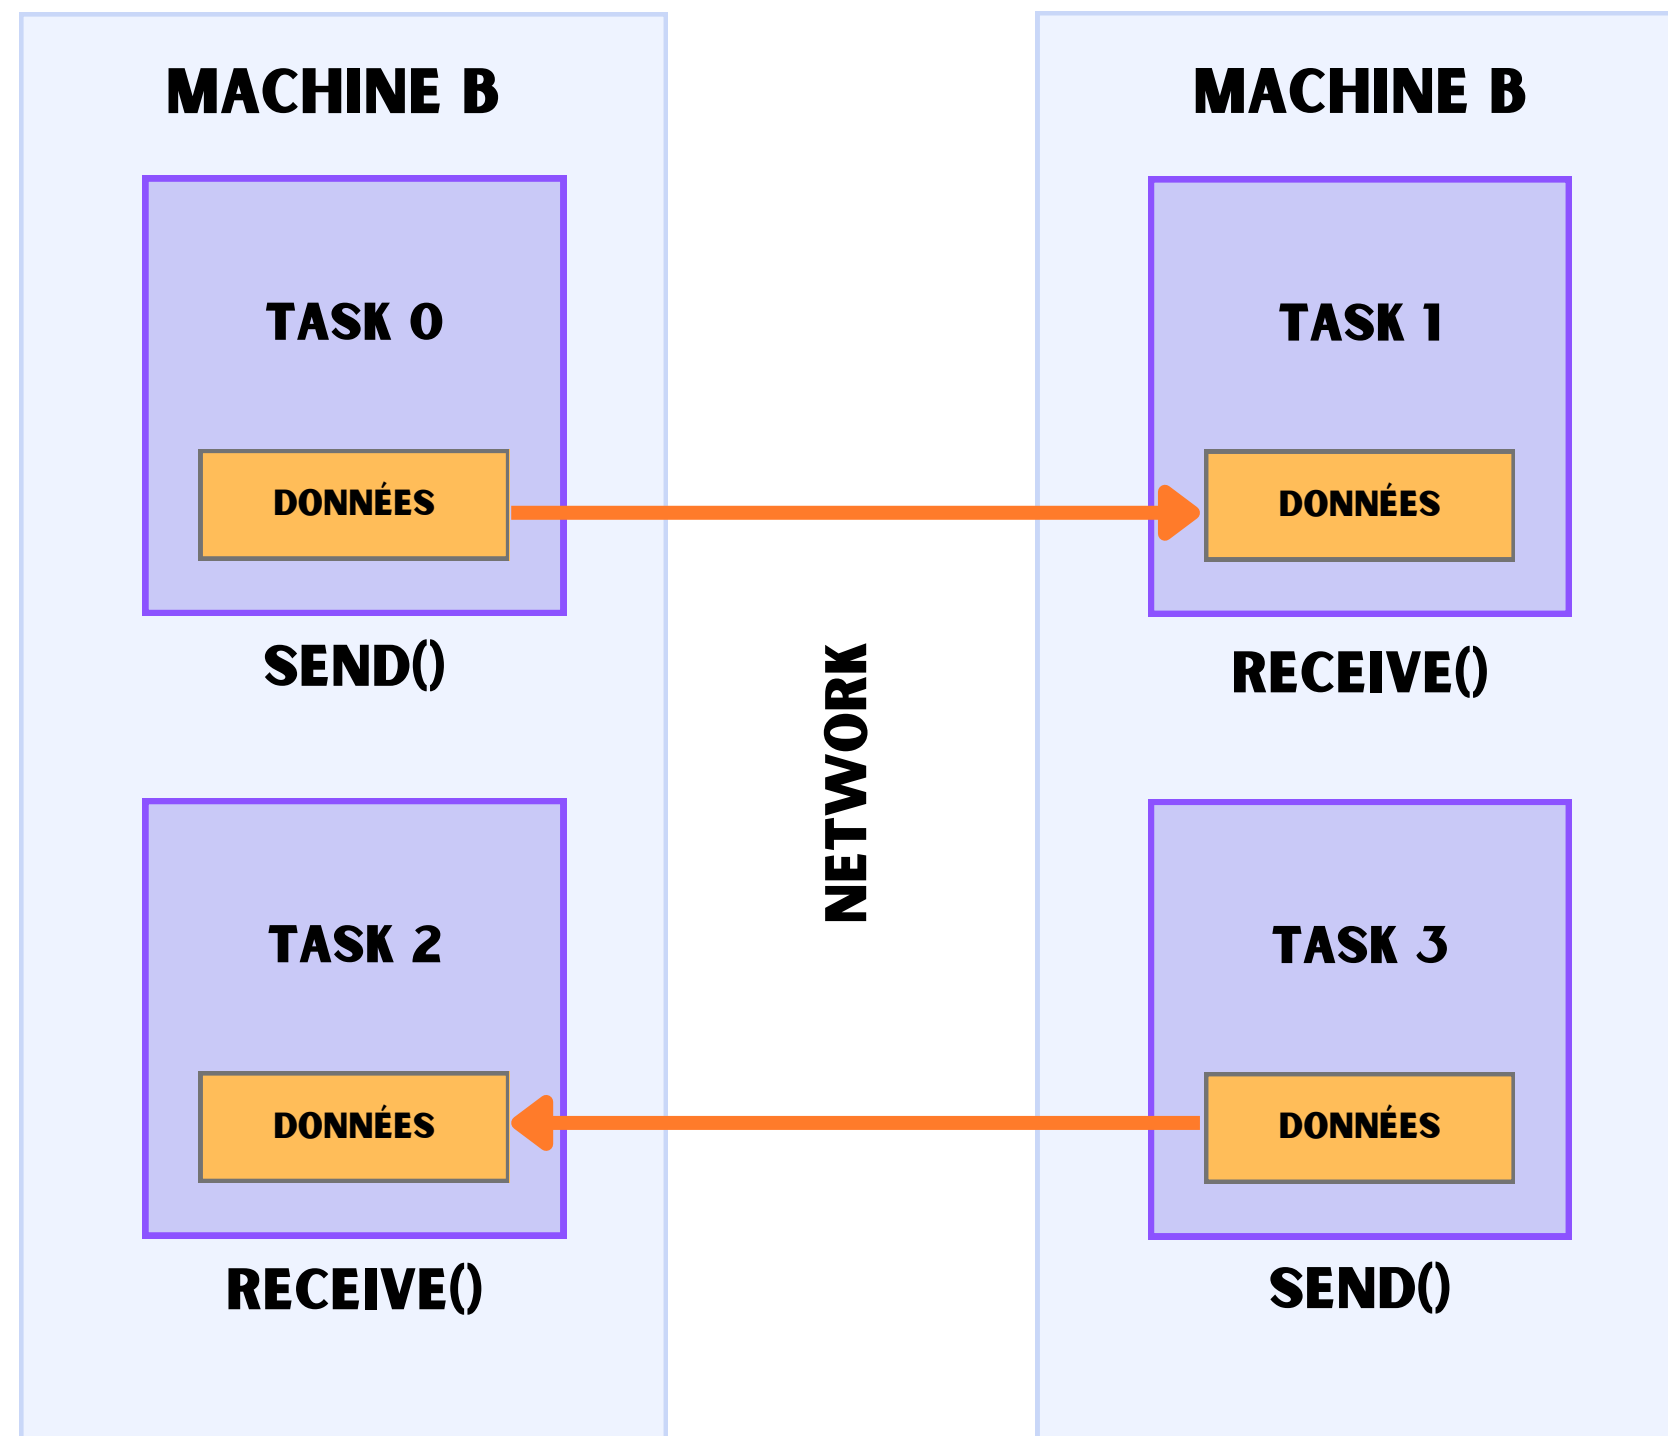 MACHINE B
TASK 0
DONNÉES
SEND()
TASK 2
DONNÉES
RECEIVE()
NETWORK
MACHINE B
TASK 1
DONNÉES
RECEIVE()
TASK 3
DONNÉES
SEND()